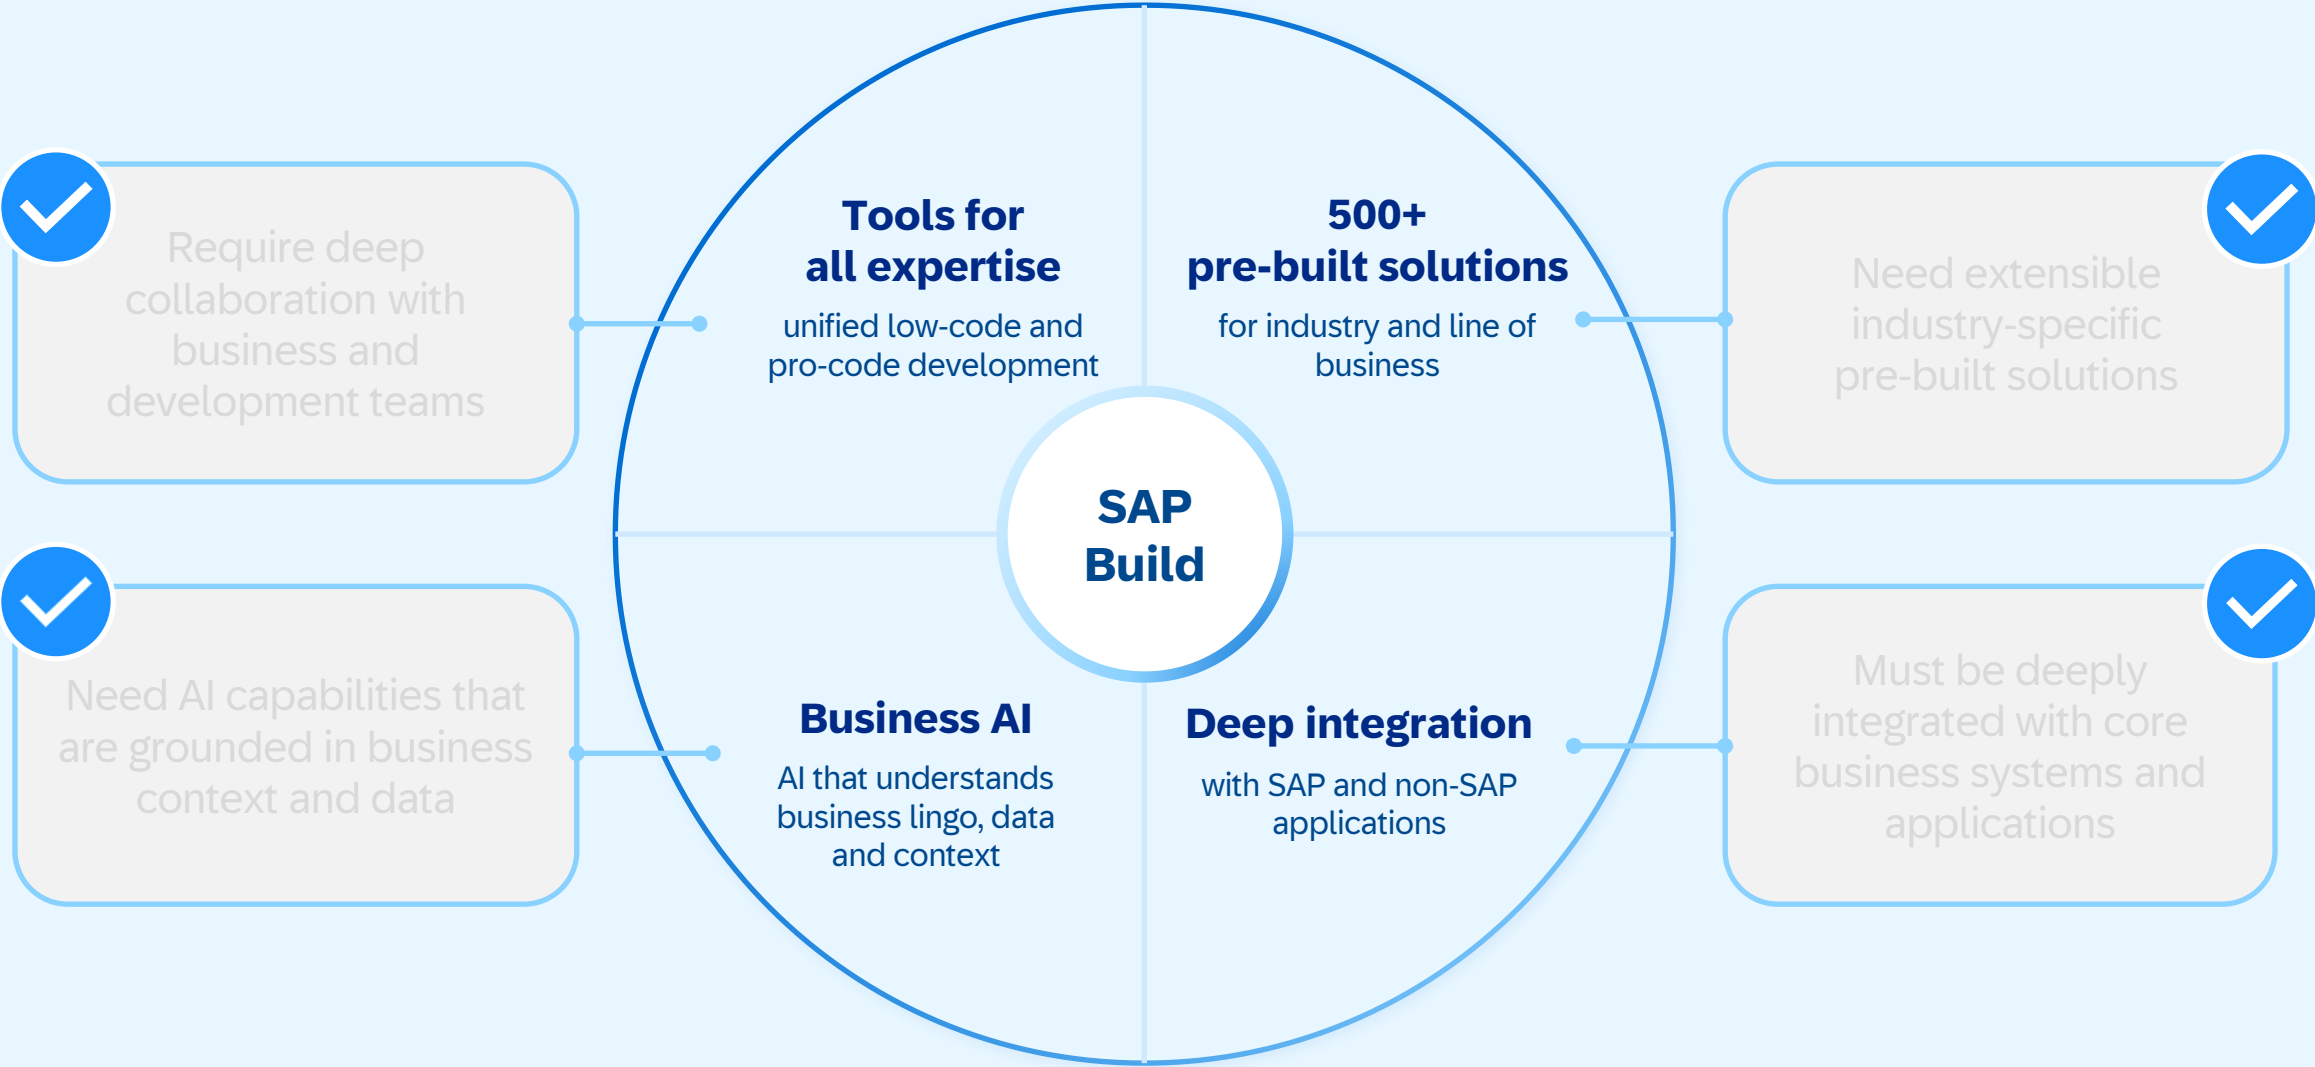 Require deep
collaboration with
business and
development teams
Tools for
all expertise
unified low-code and
pro-code development
500+
pre-built solutions
for industry and line of
business
Need extensible
industry-specific
pre-built solutions
SAP
Build
Need AI capabilities that
are grounded in business
context and data
Business AI
AI that understands
business lingo, data
and context
Deep integration
with SAP and non-SAP
applications
Must be deeply
integrated with core
business systems and
applications